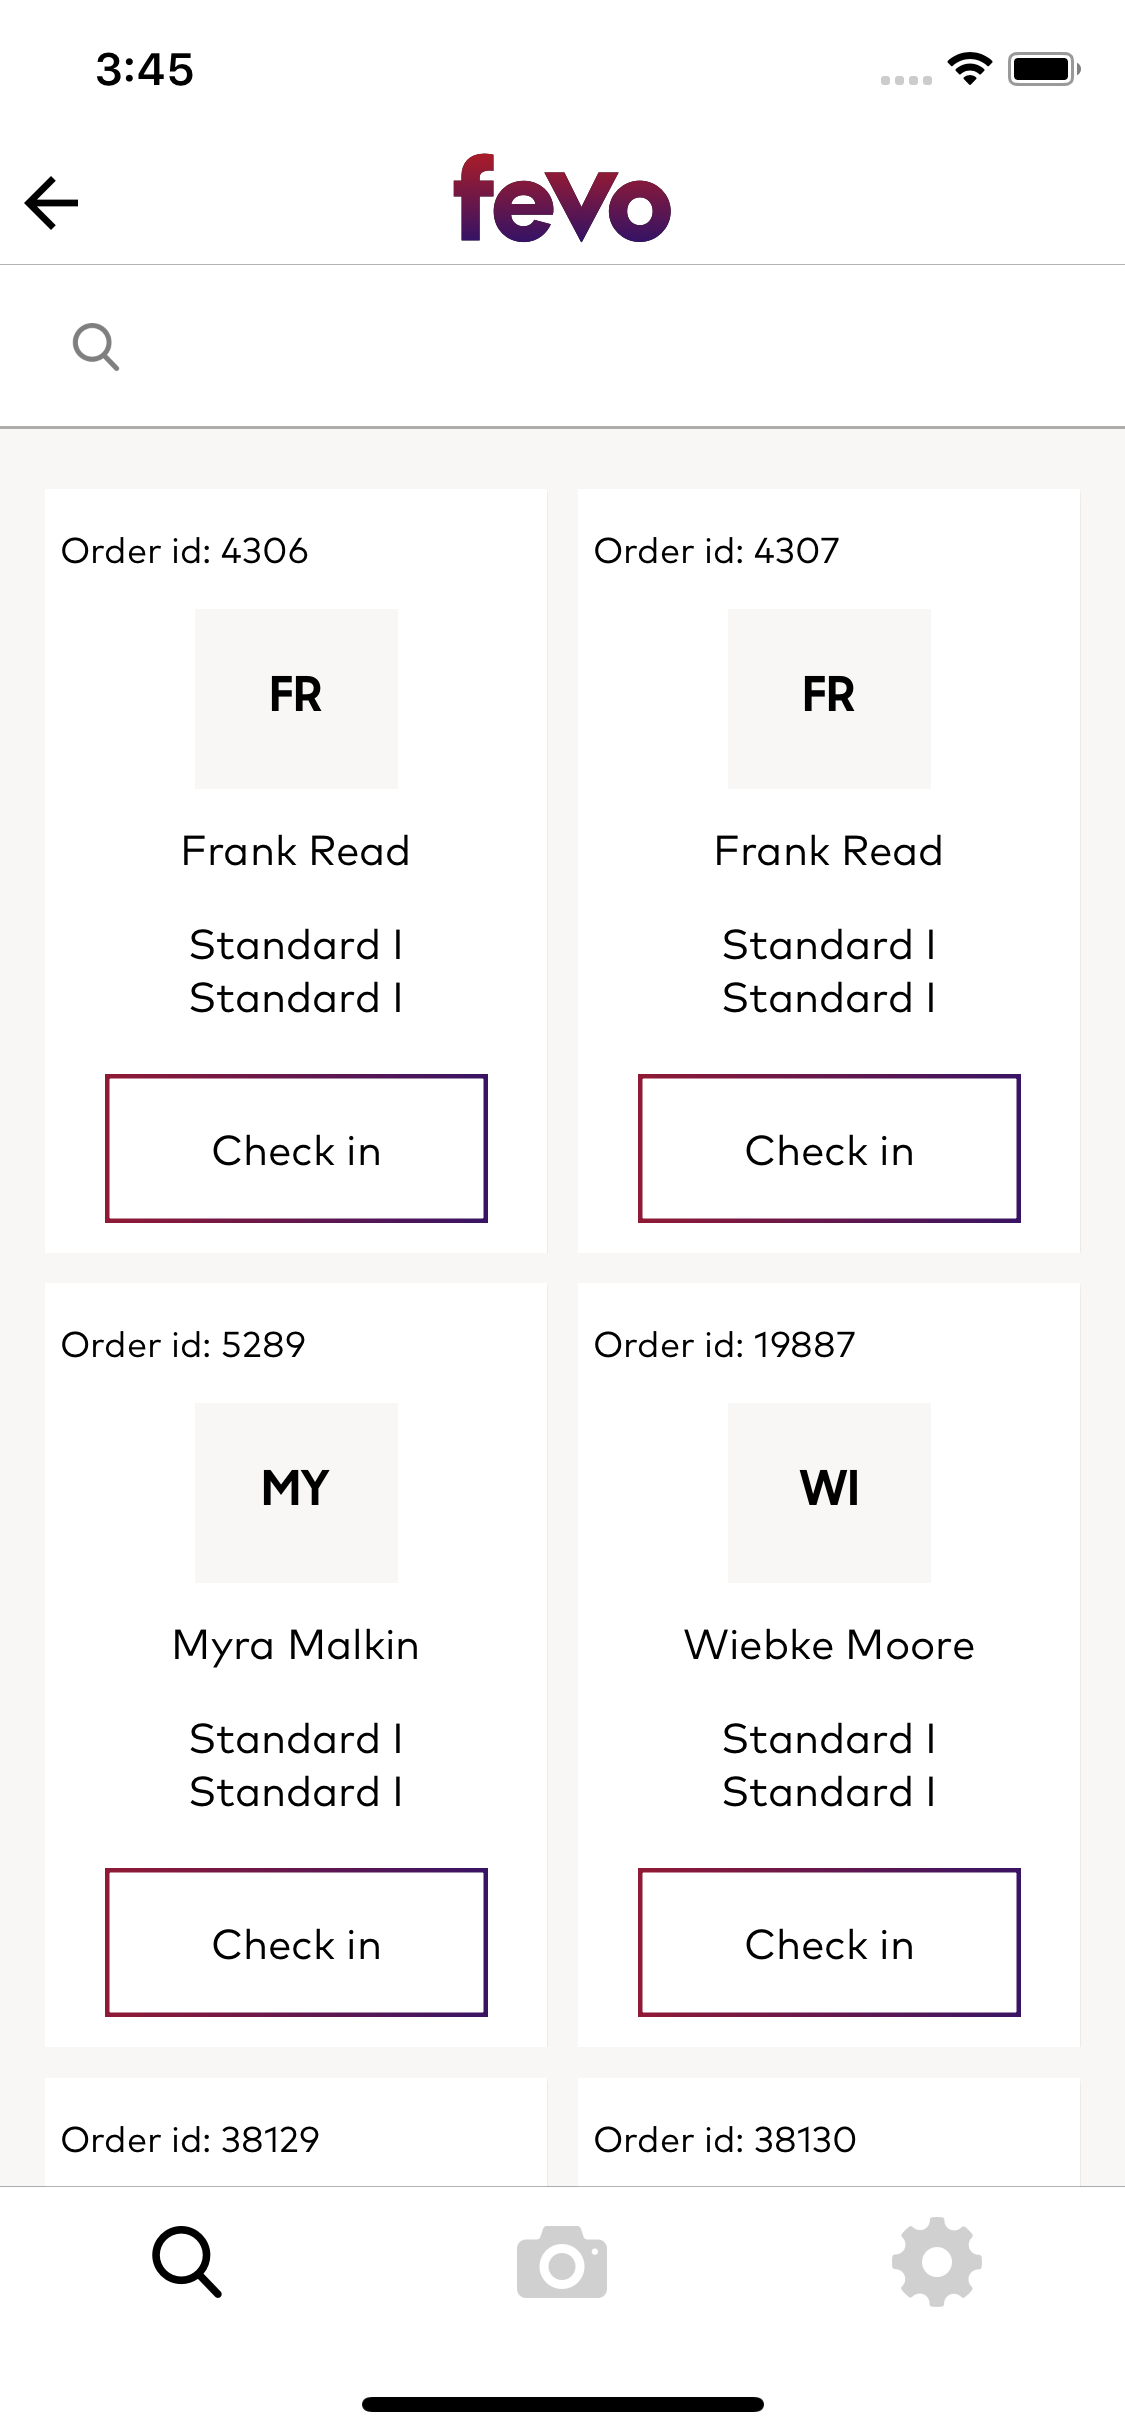 3:45
fevo
Order id: 4306
FR
Frank Read
Standard I
Standard I
Check in
Order id: 4307
FR
Frank Read
Standard I
Standard I
Check in
Order id: 5289
MY
Myra Malkin
Standard I
Standard I
Check in
Order id: 19887
WI
Wiebke Moore
Standard I
Standard I
Check in
Order id: 38129
Order id: 38130